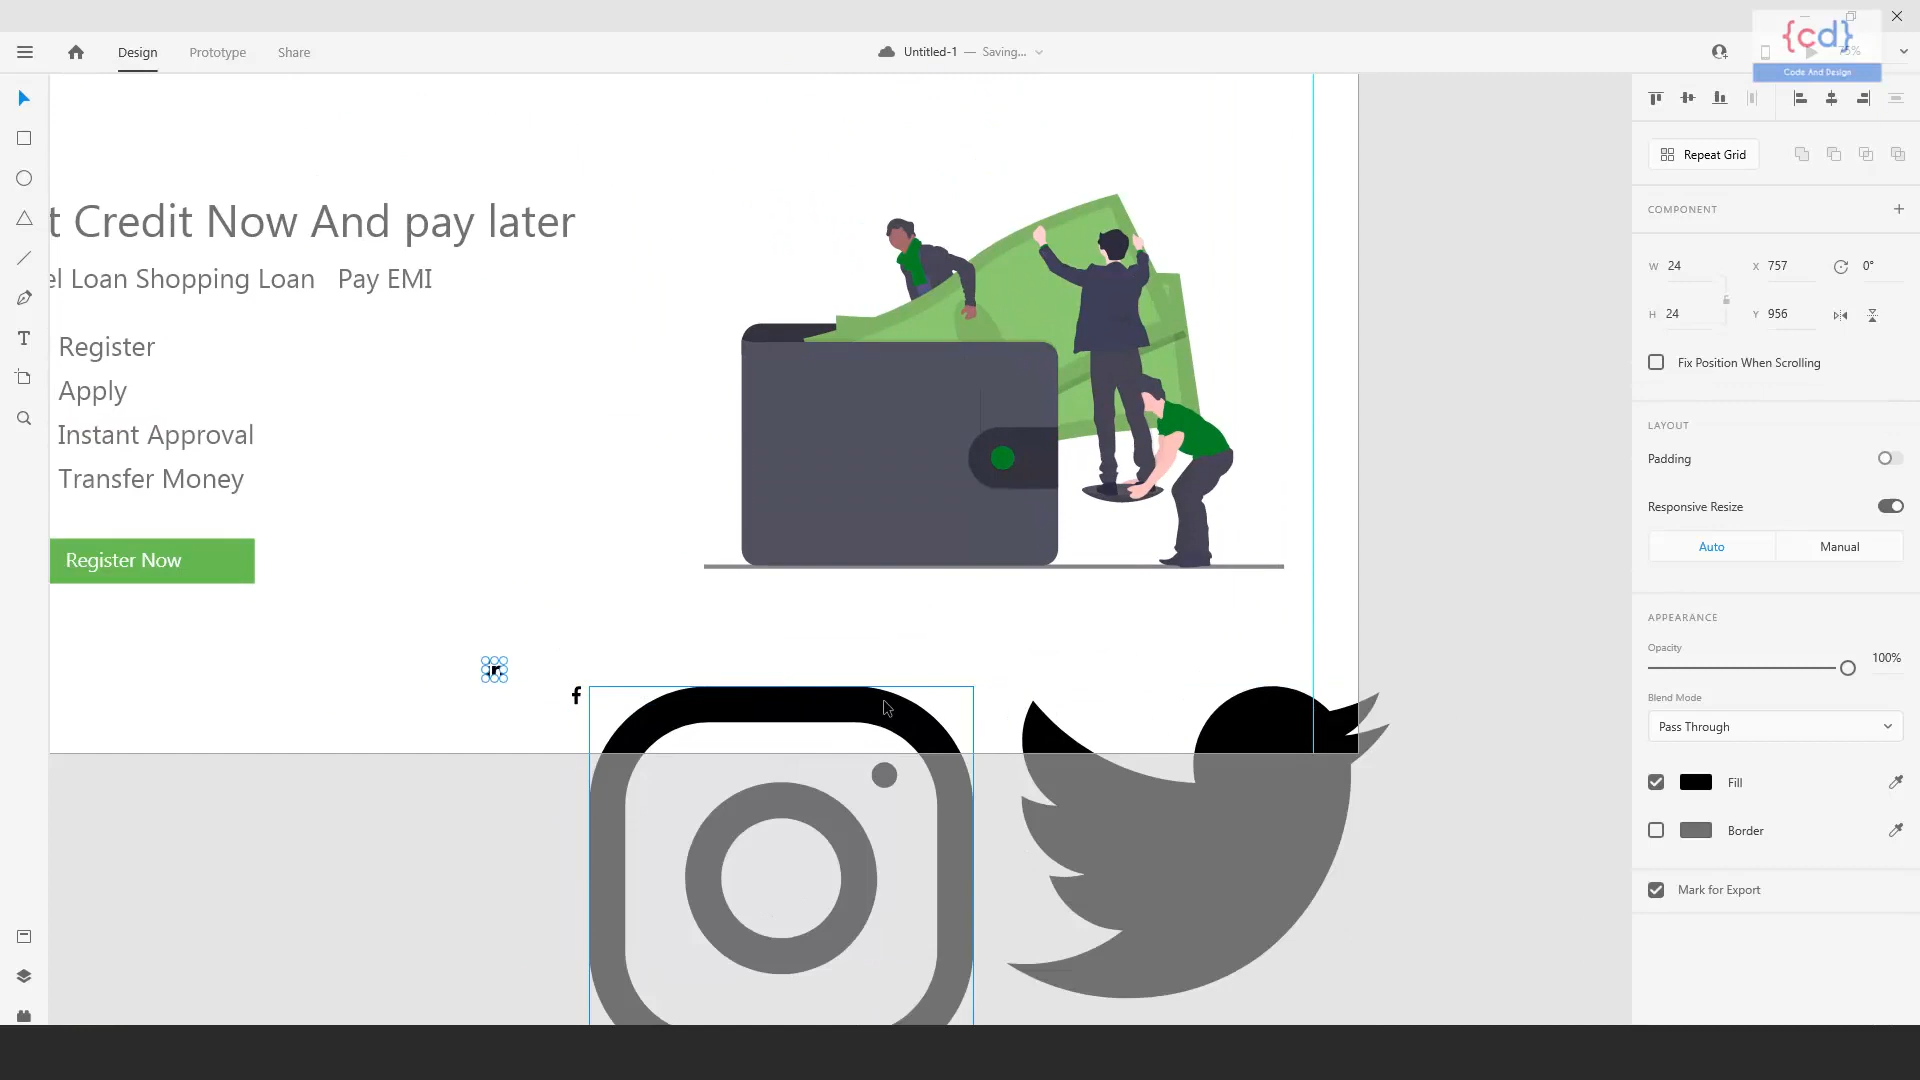 {cd}
Code And Design
Design
Prototype
Share
Untitled-1 — Saving...
75%
Repeat Grid
COMPONENT
W 24
X 757
0°
H 24
Y 956
Fix Position When Scrolling
LAYOUT
Padding
Responsive Resize
Auto
Manual
APPEARANCE
Opacity
100%
Blend Mode
Pass Through
Fill
Border
Mark for Export
t Credit Now And pay later
el Loan Shopping Loan Pay EMI
Register
Apply
Instant Approval
Transfer Money
Register Now
f